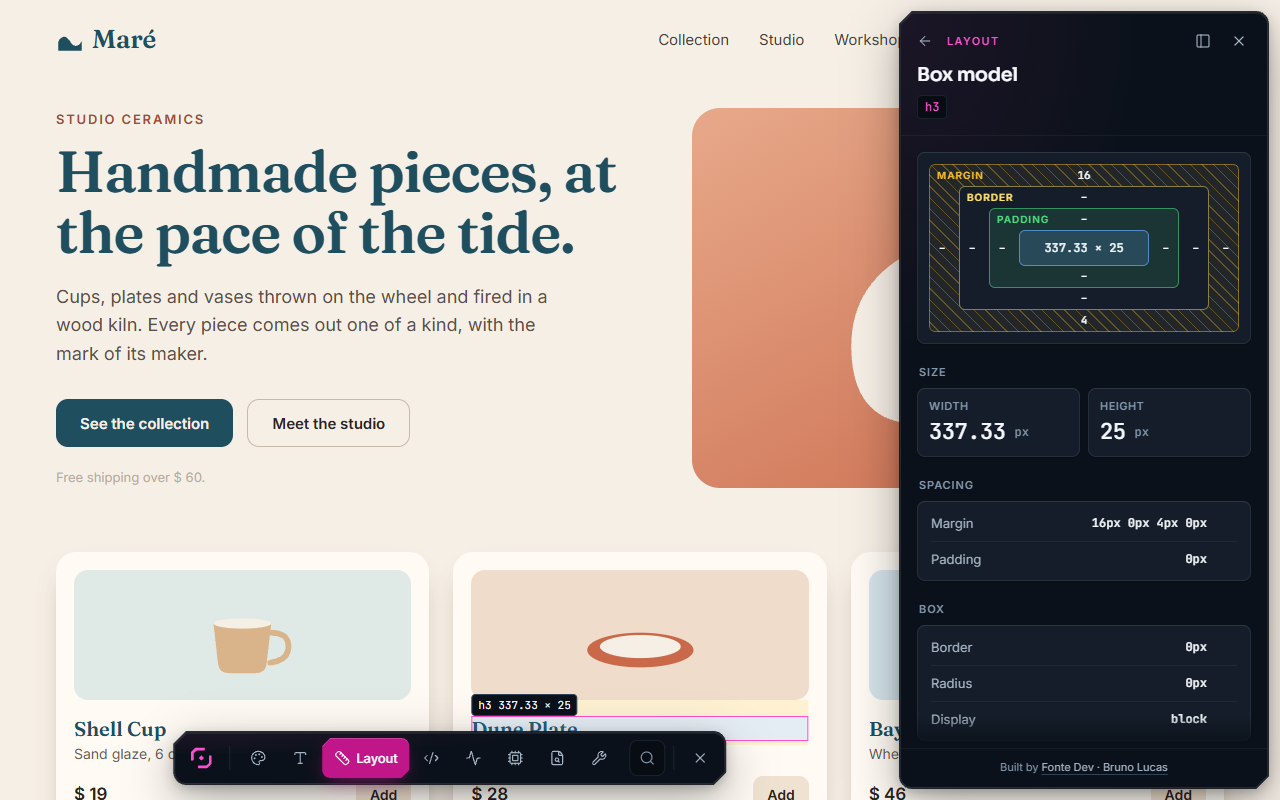 Maré
Collection
Studio
STUDIO CERAMICS
Handmade pieces, at
the pace of the tide.
Cups, plates and vases thrown on the wheel and fired in a
wood kiln. Every piece comes out one of a kind, with the
mark of its maker.
See the collection
Meet the studio
Free shipping over $ 60.
h3 337.33 × 25
Shell Cup
Dune Plate
Sand glaze, 6
Layout
$ 19
Add
$ 28
Add
$ 46
Add
LAYOUT
Box model
h3
MARGIN
16
BORDER
–
PADDING
–
– – – 337.33 × 25 – – –
–
–
4
SIZE
WIDTH
337.33 px
HEIGHT
25 px
SPACING
Margin 16px 0px 4px 0px
Padding 0px
BOX
Border 0px
Radius 0px
Display block
Built by Fonte Dev · Bruno Lucas